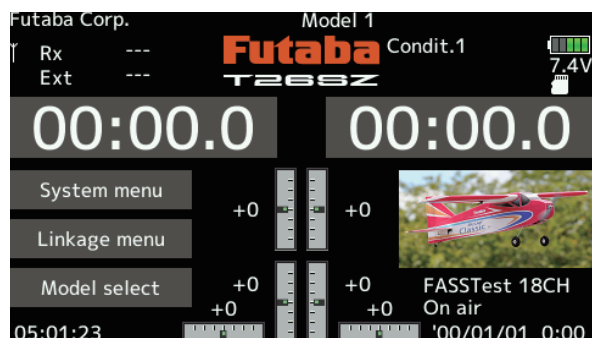 Futaba Corp.
Model 1
Rx ---
Ext ---
Futaba
T26SZ
Condit.1
7.4V
00:00.0
00:00.0
System menu
Linkage menu
Model select
+0
+0
+0
+0
+0
+0
Classic
FASSTest 18CH
On air
05:01:23
'00/01/01 0:00